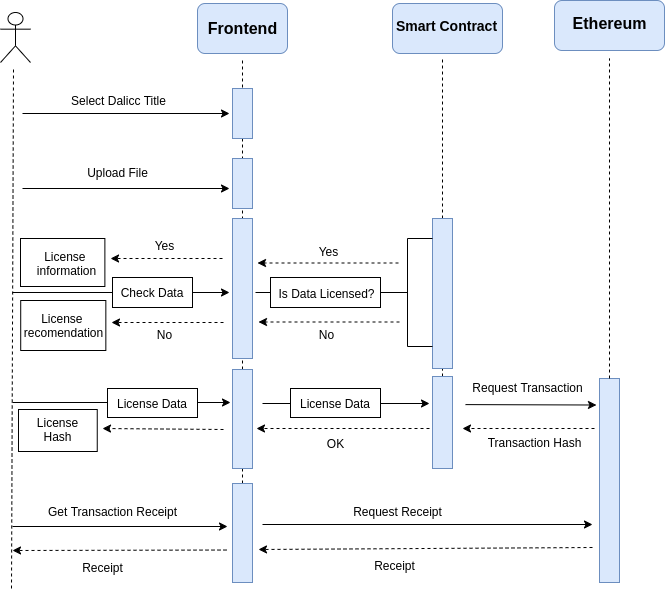 Frontend
Smart Contract
Ethereum
Select Dalicc Title
Upload File
Yes
Yes
License
information
Check Data
Is Data Licensed?
License
recomendation
No
No
License Data
License Data
Request Transaction
License
Hash
OK
Transaction Hash
Get Transaction Receipt
Request Receipt
Receipt
Receipt